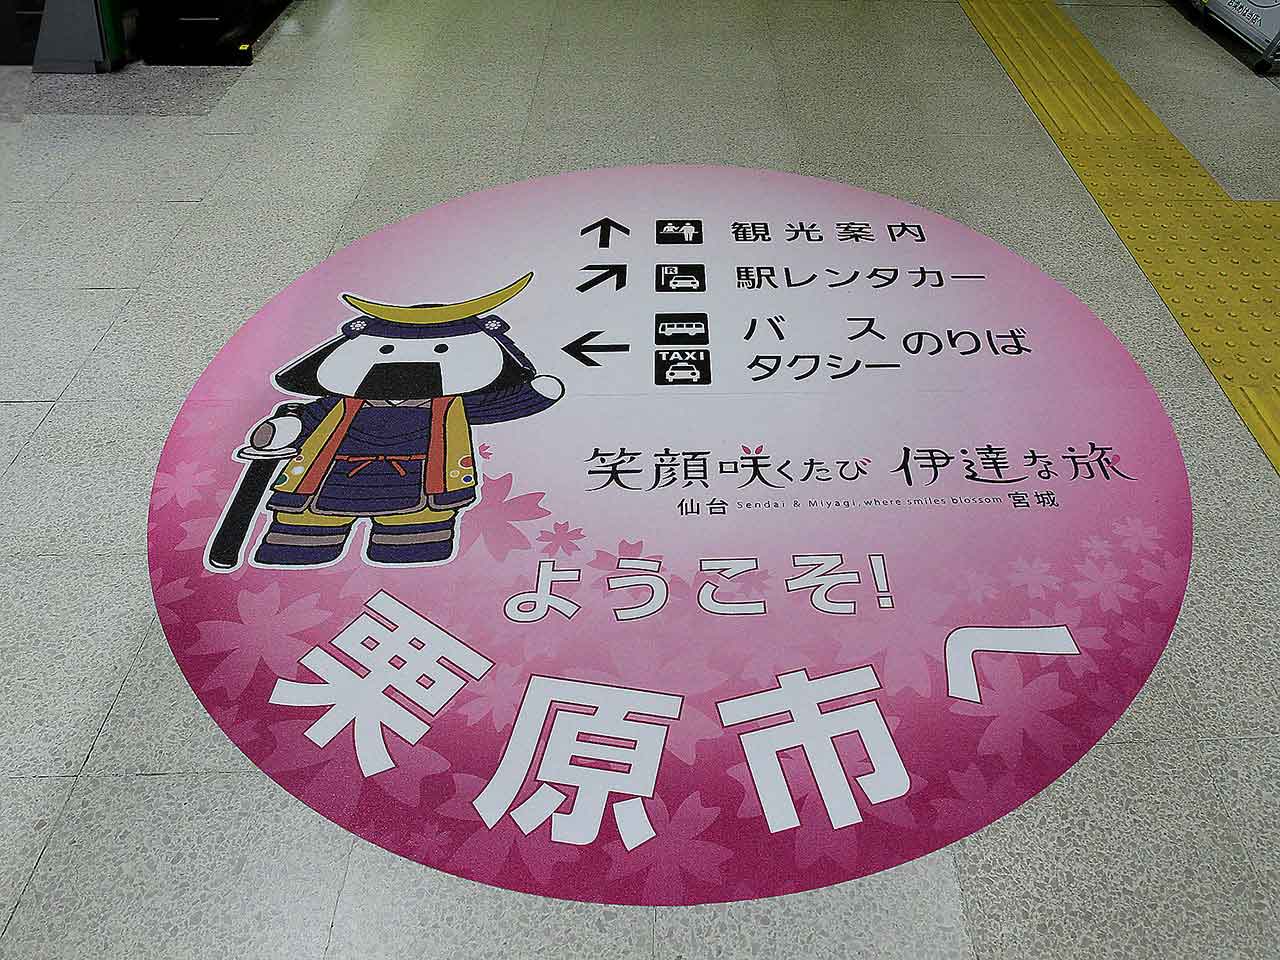 観光案内
R 駅レンタカー
バス
TAXI タクシー のりば
笑顔咲くたび 伊達な旅
仙台 Sendai & Miyagi, where smiles blossom 宮城
ようこそ!
栗原市へ